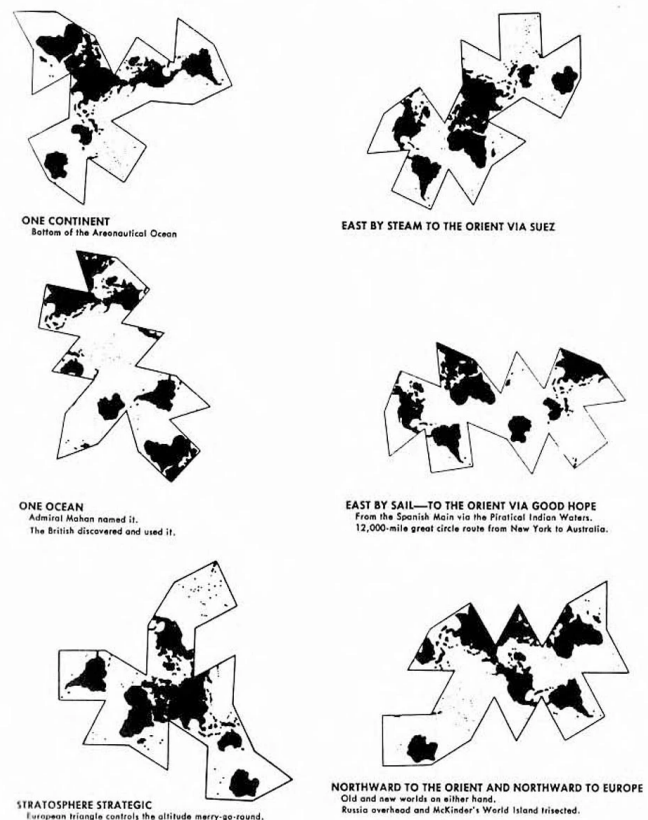 ONE CONTINENT
Bottom of the Areonautical Ocean
EAST BY STEAM TO THE ORIENT VIA SUEZ
ONE OCEAN
Admiral Mahan named it.
The British discovered and used it.
EAST BY SAIL—TO THE ORIENT VIA GOOD HOPE
From the Spanish Main via the Piratical Indian Waters.
12,000-mile great circle route from New York to Australia.
STRATOSPHERE STRATEGIC
European triangle controls the altitude merry-go-round.
NORTHWARD TO THE ORIENT AND NORTHWARD TO EUROPE
Old and new worlds on either hand.
Russia overhead and McKinder's World Island trisected.